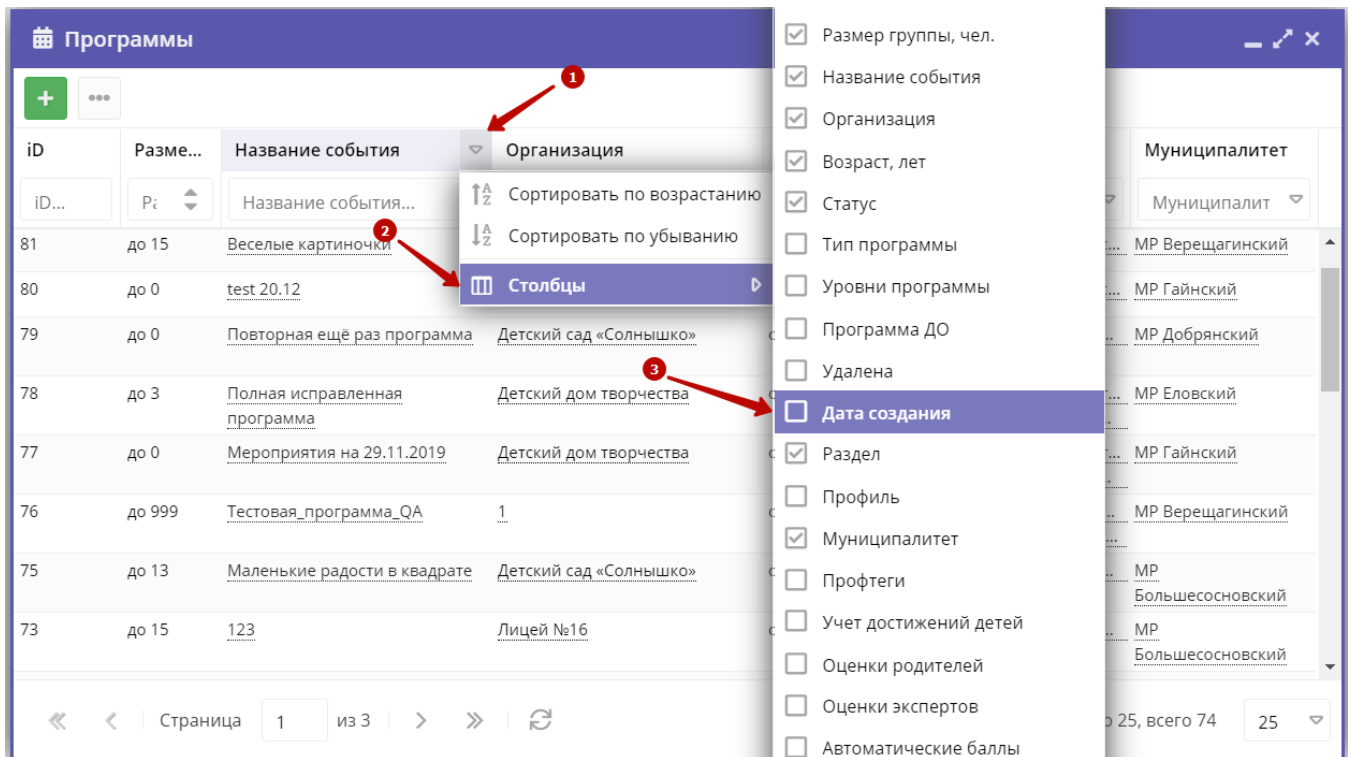 Программы
iD
Разме...
Название события
Организация
Муниципалитет
iD...
Название события...
Муниципалит
81 до 15 Веселые картиночки МР Верещагинский
80 до 0 test 20.12 МР Гайнский
79 до 0 Повторная ещё раз программа Детский сад «Солнышко» МР Добрянский
78 до 3 Полная исправленная Детский дом творчества МР Еловский
программа
77 до 0 Мероприятия на 29.11.2019 Детский дом творчества МР Гайнский
76 до 999 Тестовая_программа_QA 1 МР Верещагинский
75 до 13 Маленькие радости в квадрате Детский сад «Солнышко» МР
Большесосновский
73 до 15 123 Лицей №16 МР
Большесосновский
Страница 1 из 3
25, всего 74 25
1
Сортировать по возрастанию
Сортировать по убыванию
2
Столбцы
3
Размер группы, чел.
Название события
Организация
Возраст, лет
Статус
Тип программы
Уровни программы
Программа ДО
Удалена
Дата создания
Раздел
Профиль
Муниципалитет
Профтеги
Учет достижений детей
Оценки родителей
Оценки экспертов
Автоматические баллы